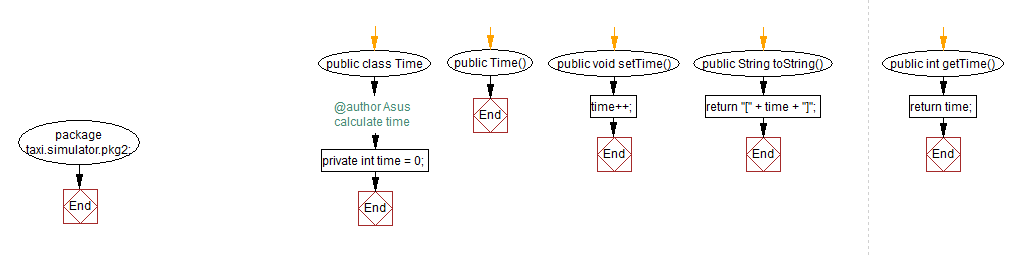 package
taxi.simulator.pkg2;
End
public class Time
@author Asus
calculate time
private int time = 0;
End
public Time()
End
public void setTime()
time++;
End
public String toString()
return "[" + time + "]";
End
public int getTime()
return time;
End